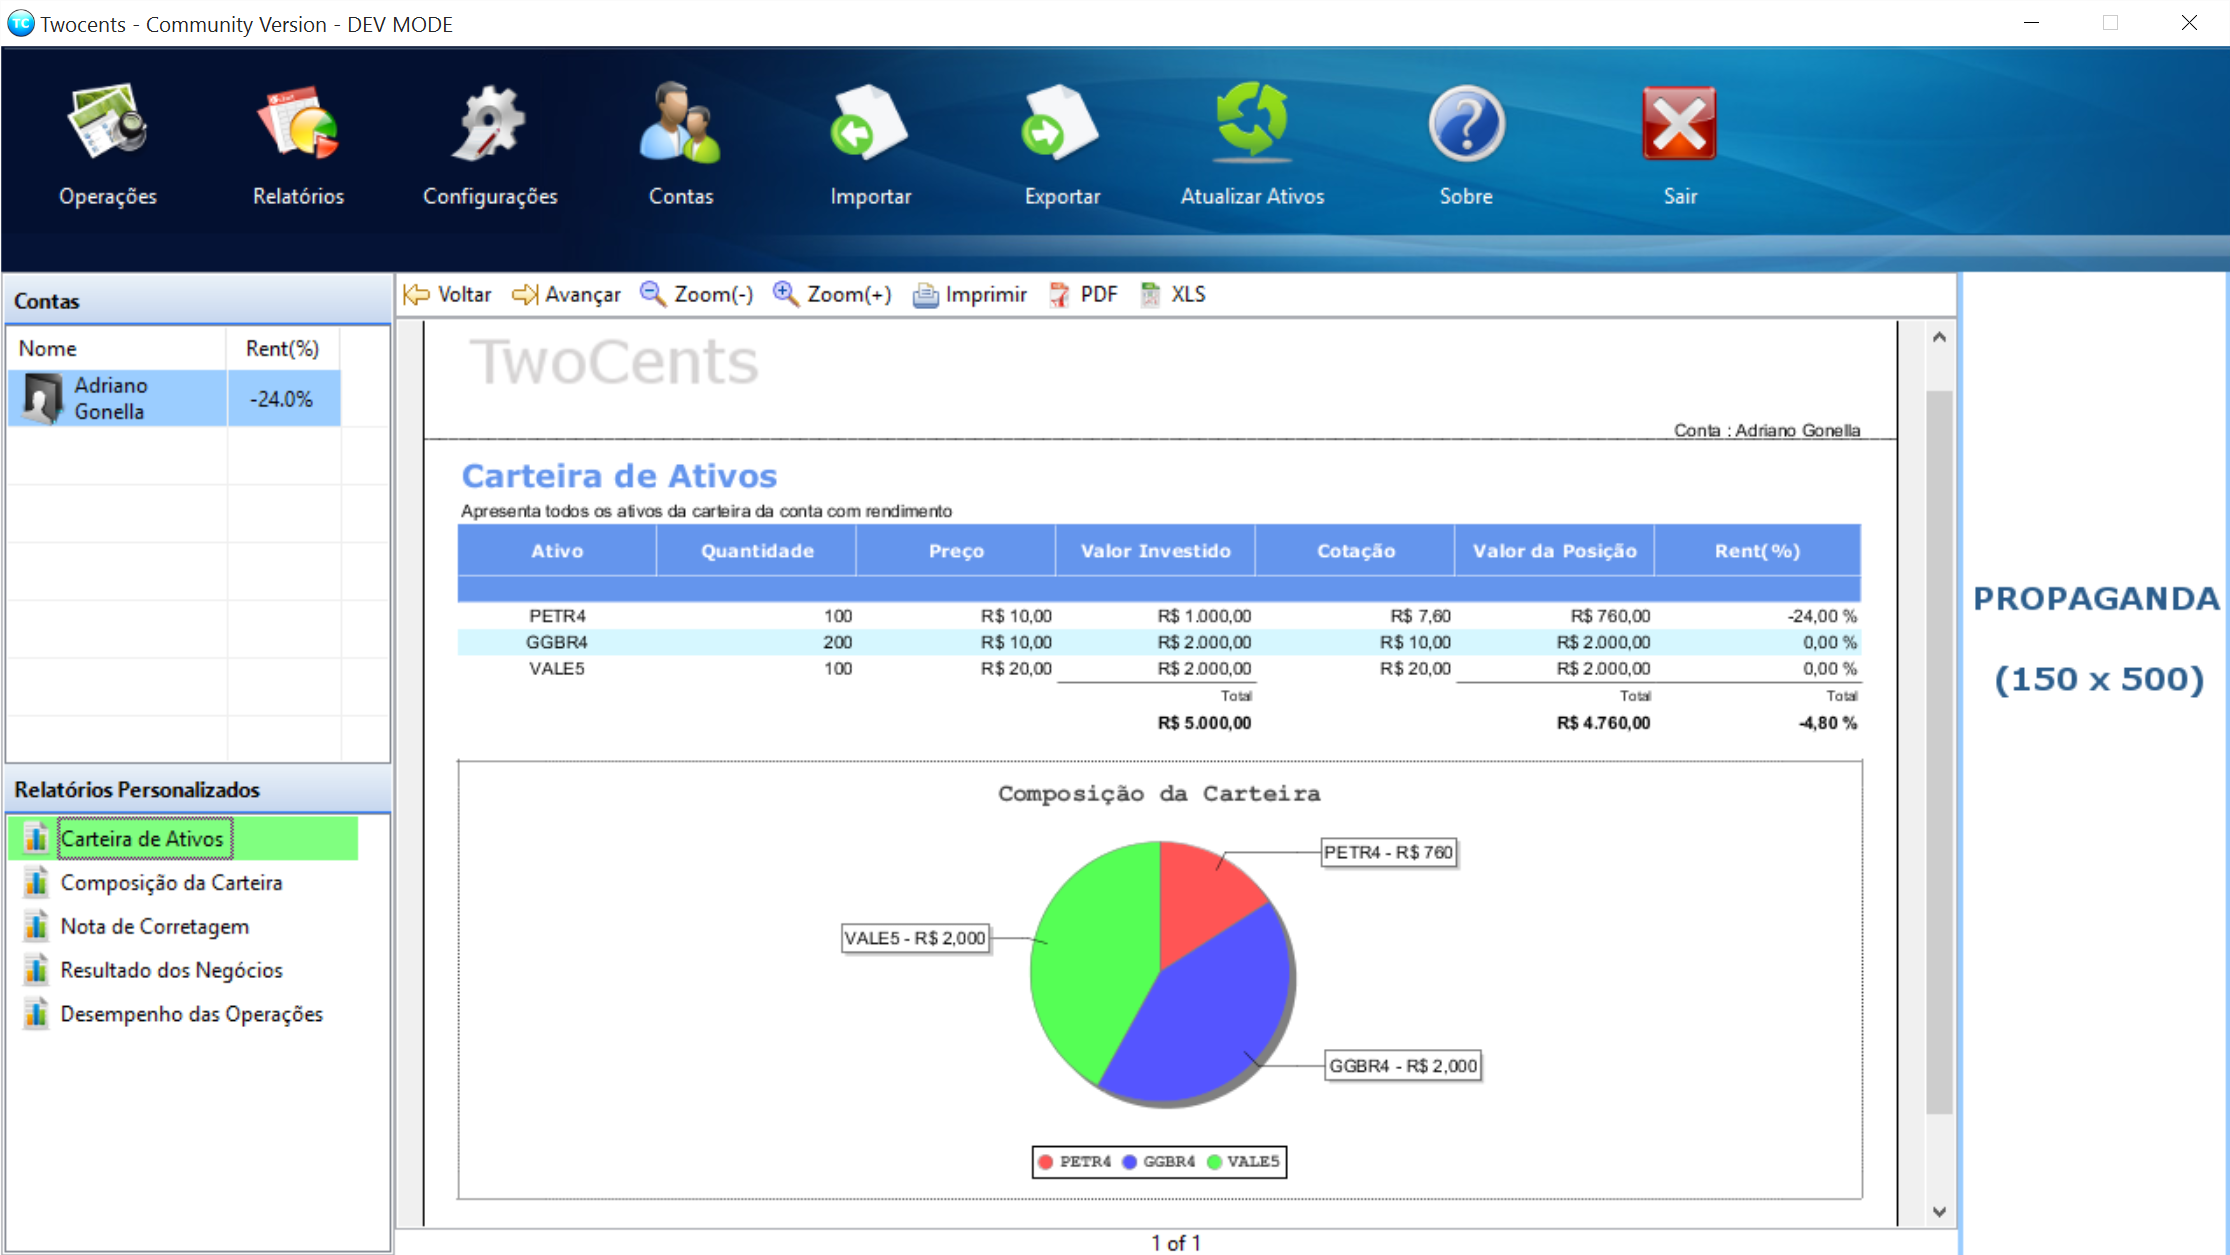 Twocents - Community Version - DEV MODE
Operações Relatórios Configurações Contas Importar Exportar Atualizar Ativos Sobre Sair
Contas
Nome Rent(%)
Adriano Gonella -24.0%
Relatórios Personalizados
Carteira de Ativos
Composição da Carteira
Nota de Corretagem
Resultado dos Negócios
Desempenho das Operações
Voltar Avançar Zoom(-) Zoom(+) Imprimir PDF XLS
TwoCents
Conta : Adriano Gonella
Carteira de Ativos
Apresenta todos os ativos da carteira da conta com rendimento
Ativo Quantidade Preço Valor Investido Cotação Valor da Posição Rent(%)
PETR4 100 R$ 10,00 R$ 1.000,00 R$ 7,60 R$ 760,00 -24,00 %
GGBR4 200 R$ 10,00 R$ 2.000,00 R$ 10,00 R$ 2.000,00 0,00 %
VALE5 100 R$ 20,00 R$ 2.000,00 R$ 20,00 R$ 2.000,00 0,00 %
Total Total Total
R$ 5.000,00 R$ 4.760,00 -4,80 %
Composição da Carteira
PETR4 - R$ 760
VALE5 - R$ 2,000
GGBR4 - R$ 2,000
PETR4 GGBR4 VALE5
1 of 1
PROPAGANDA
(150 x 500)